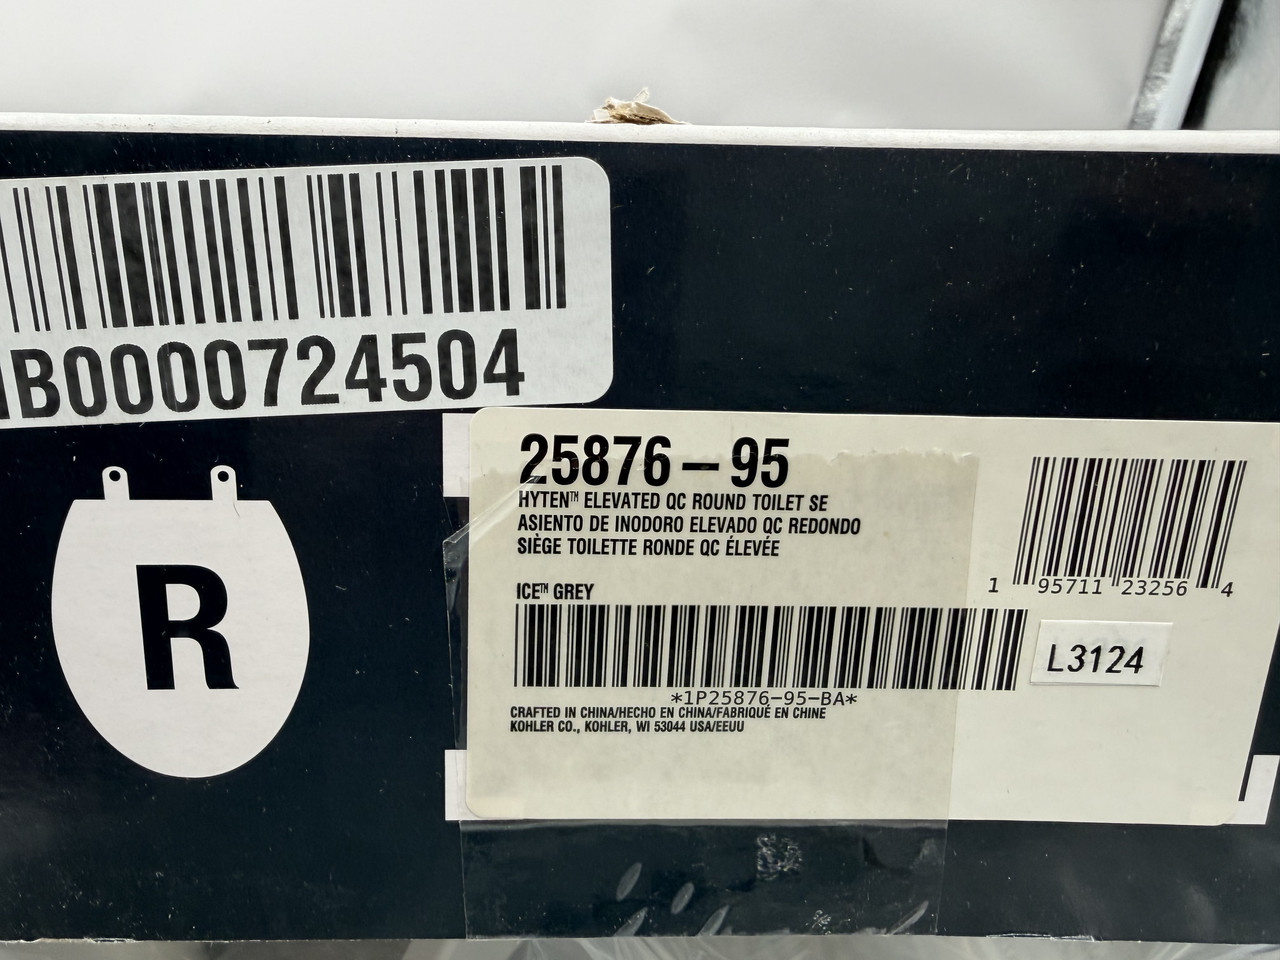 B0000724504
R
25876-95
HYTEN™ ELEVATED QC ROUND TOILET SE
ASIENTO DE INODORO ELEVADO QC REDONDO
SIÈGE TOILETTE RONDE QC ÉLEVÉE
ICE™ GREY
1 95711 23256 4
L3124
*1P25876-95-BA*
CRAFTED IN CHINA/HECHO EN CHINA/FABRIQUÉ EN CHINE
KOHLER CO., KOHLER, WI 53044 USA/EEUU